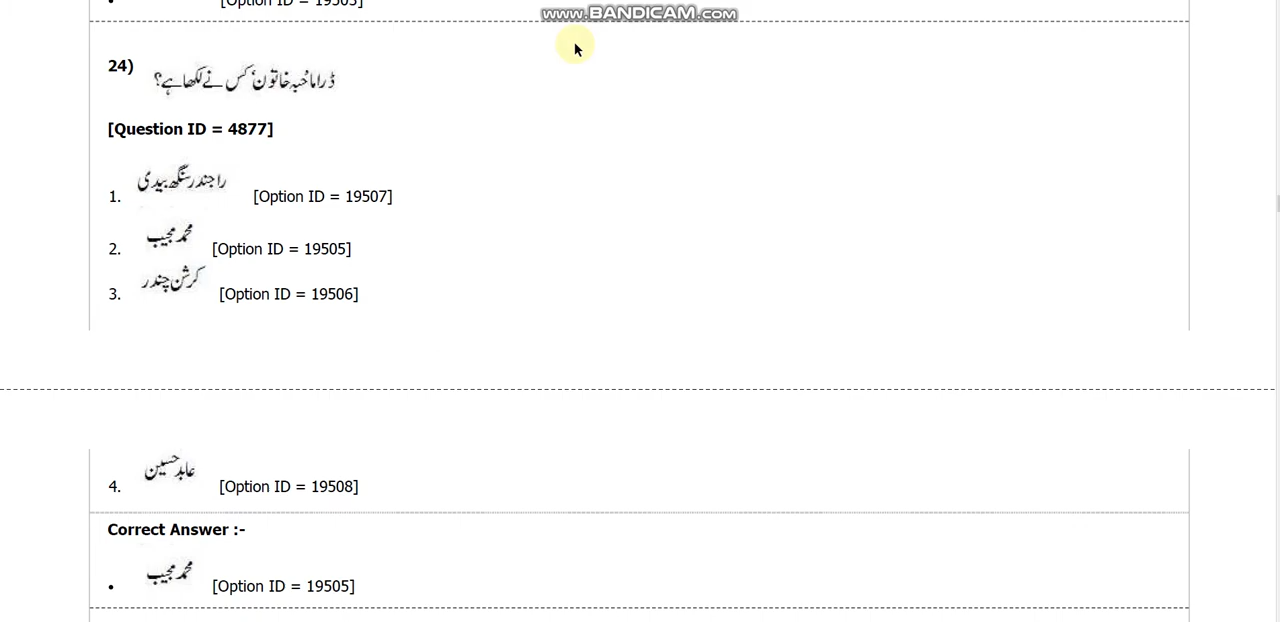 [Option ID = 19503]
www.BANDICAM.com
24) ڈراما 'حبہ خاتون' کس نے لکھا ہے؟
[Question ID = 4877]
1. راجندر سنگھ بیدی [Option ID = 19507]
2. محمد مجیب [Option ID = 19505]
3. کرشن چندر [Option ID = 19506]
4. عابد حسین [Option ID = 19508]
Correct Answer :-
• محمد مجیب [Option ID = 19505]